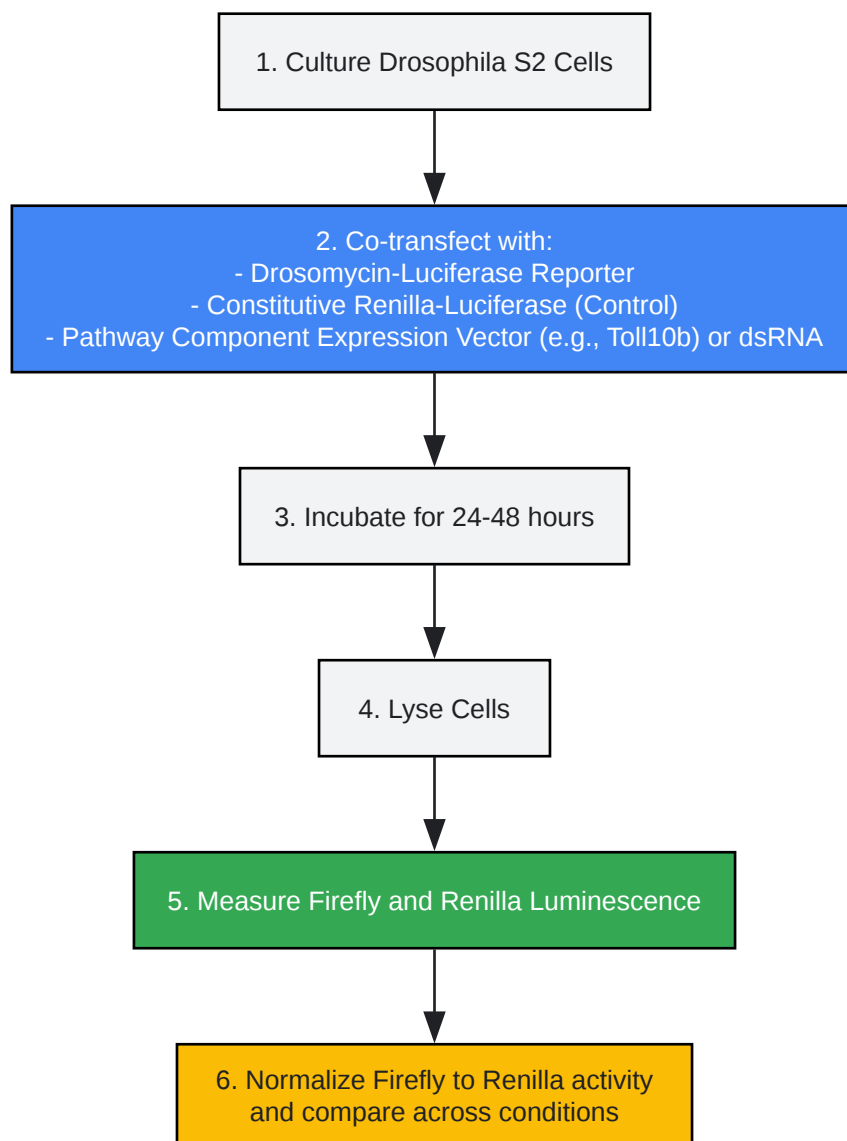 1. Culture Drosophila S2 Cells
2. Co-transfect with:
- Drosomycin-Luciferase Reporter
- Constitutive Renilla-Luciferase (Control)
- Pathway Component Expression Vector (e.g., Toll10b) or dsRNA
3. Incubate for 24-48 hours
4. Lyse Cells
5. Measure Firefly and Renilla Luminescence
6. Normalize Firefly to Renilla activity
and compare across conditions